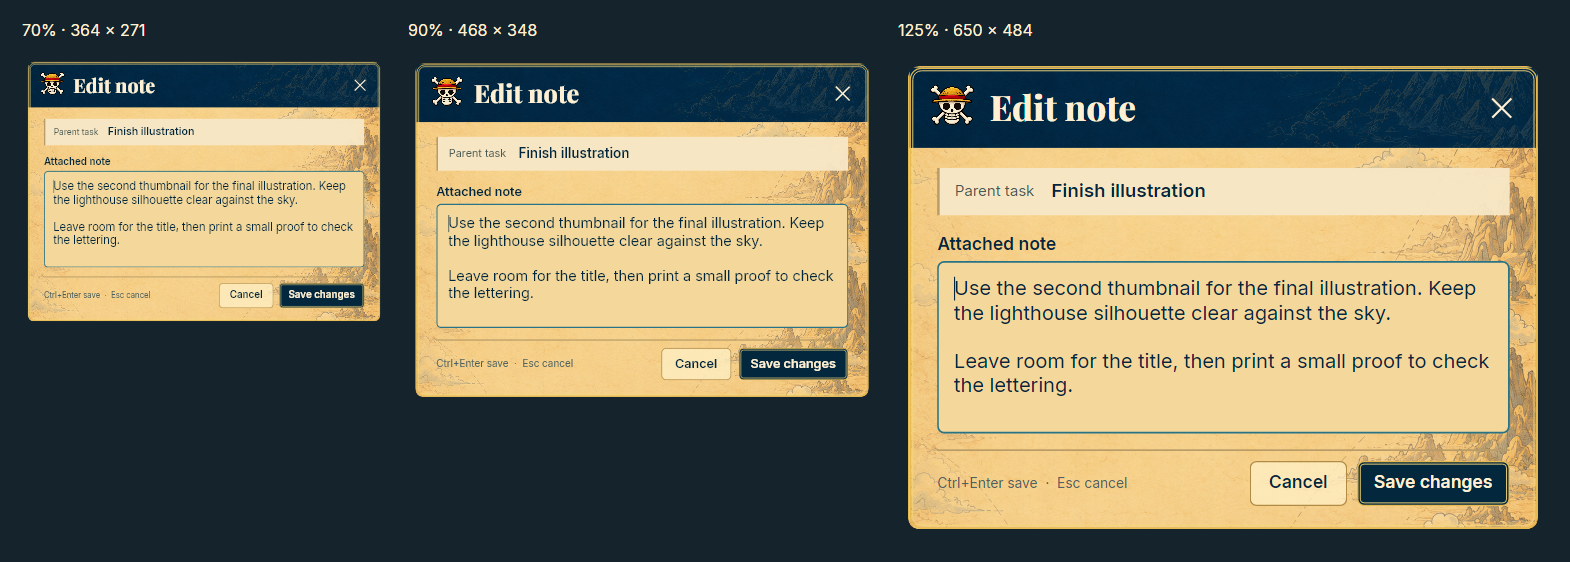 70% · 364 × 271
Edit note
Parent task Finish illustration
Attached note
Use the second thumbnail for the final illustration. Keep
the lighthouse silhouette clear against the sky.
Leave room for the title, then print a small proof to check
the lettering.
Ctrl+Enter save · Esc cancel
Cancel
Save changes
90% · 468 × 348
Edit note
Parent task Finish illustration
Attached note
Use the second thumbnail for the final illustration. Keep
the lighthouse silhouette clear against the sky.
Leave room for the title, then print a small proof to check
the lettering.
Ctrl+Enter save · Esc cancel
Cancel
Save changes
125% · 650 × 484
Edit note
Parent task Finish illustration
Attached note
Use the second thumbnail for the final illustration. Keep
the lighthouse silhouette clear against the sky.
Leave room for the title, then print a small proof to check
the lettering.
Ctrl+Enter save · Esc cancel
Cancel
Save changes